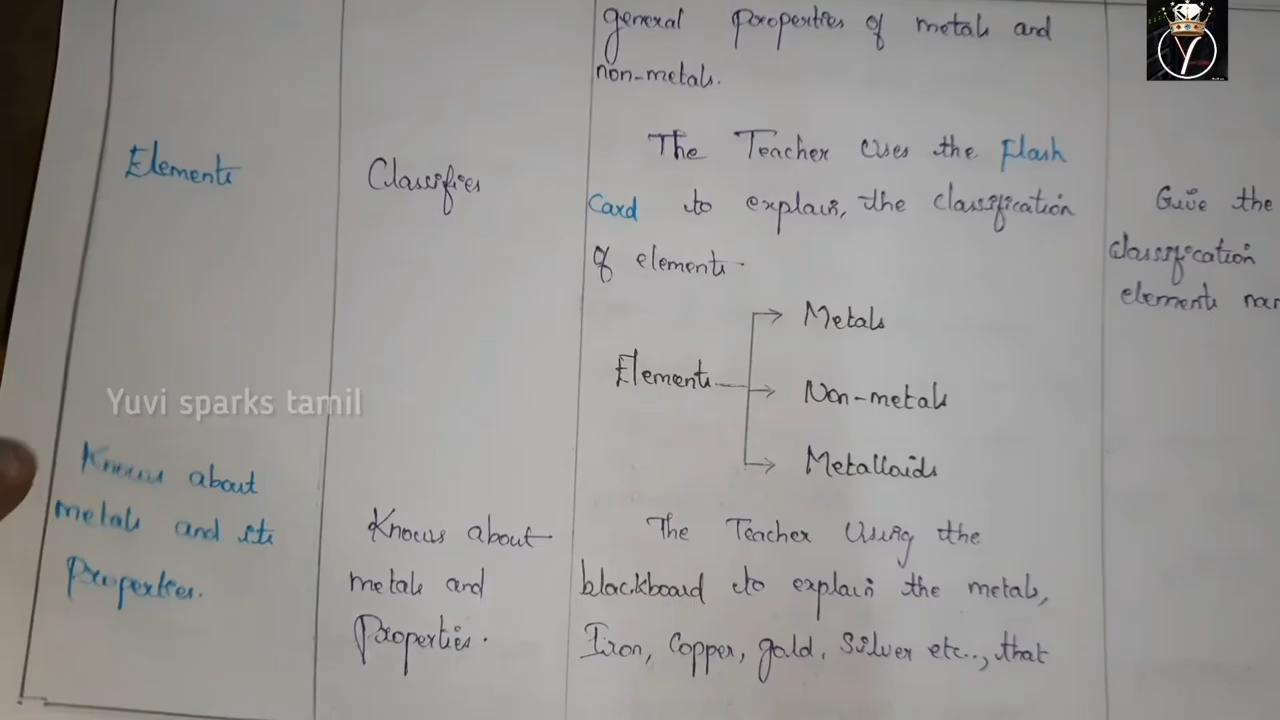 general properties of metals and
non-metals.
Elements
Classifies
The Teacher uses the Flash
Card to explain, the classification
of elements.
Elements
Metals
Non-metals
Metalloids
Give the
classification
elements
Knows about
metals and its
Properties.
Knows about
metals and
Properties.
The Teacher Using the
blackboard to explain the metals,
Iron, Copper, gold, Silver etc..., that
Yuvi sparks tamil
Y